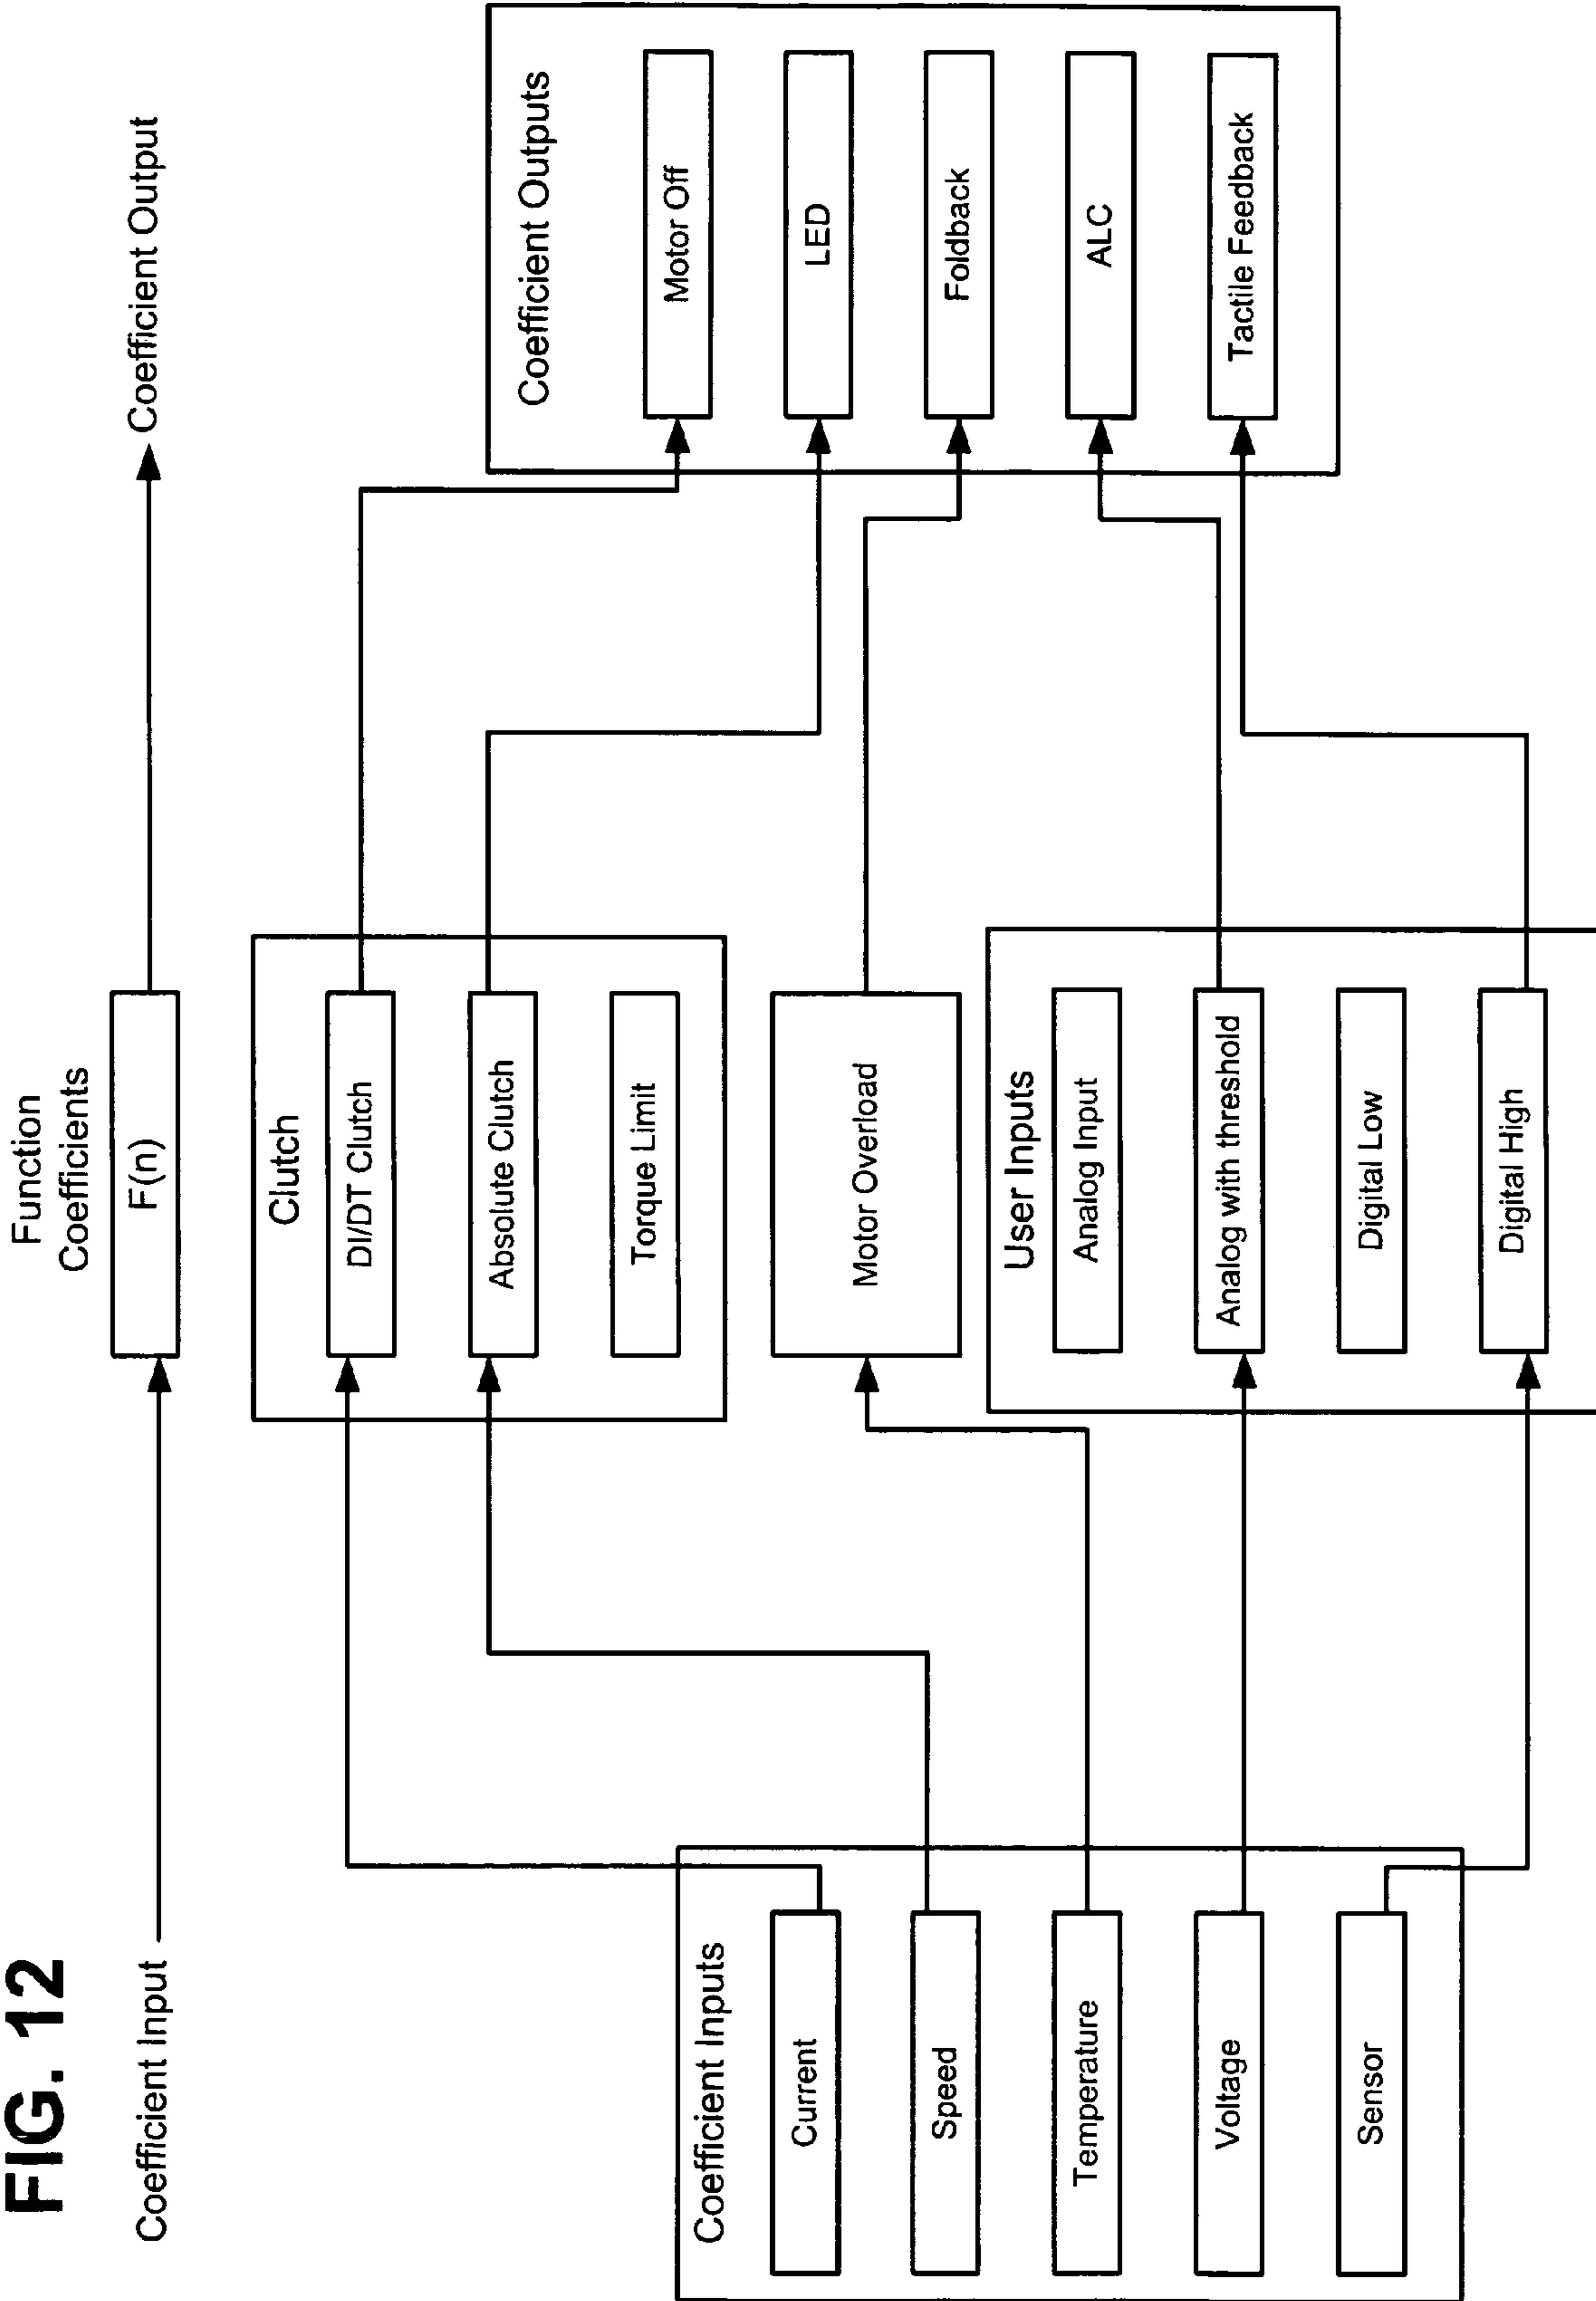 FIG. 12
Function
Coefficients
Coefficient Input
F(n)
Coefficient Output
Clutch
DI/DT Clutch
Absolute Clutch
Torque Limit
Coefficient Inputs
Current
Speed
Temperature
Voltage
Sensor
Motor Overload
User Inputs
Analog Input
Analog with threshold
Digital Low
Digital High
Coefficient Outputs
Motor Off
LED
Foldback
ALC
Tactile Feedback